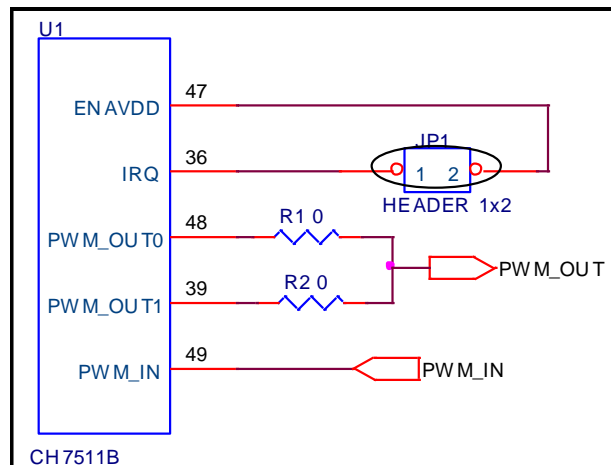 U1
ENAVDD 47
JP1
IRQ 36
1 2
HEADER 1x2
PWM_OUT0 48
R1 0
PWM_OUT
R2 0
PWM_OUT1 39
PWM_IN 49
PWM_IN
CH7511B